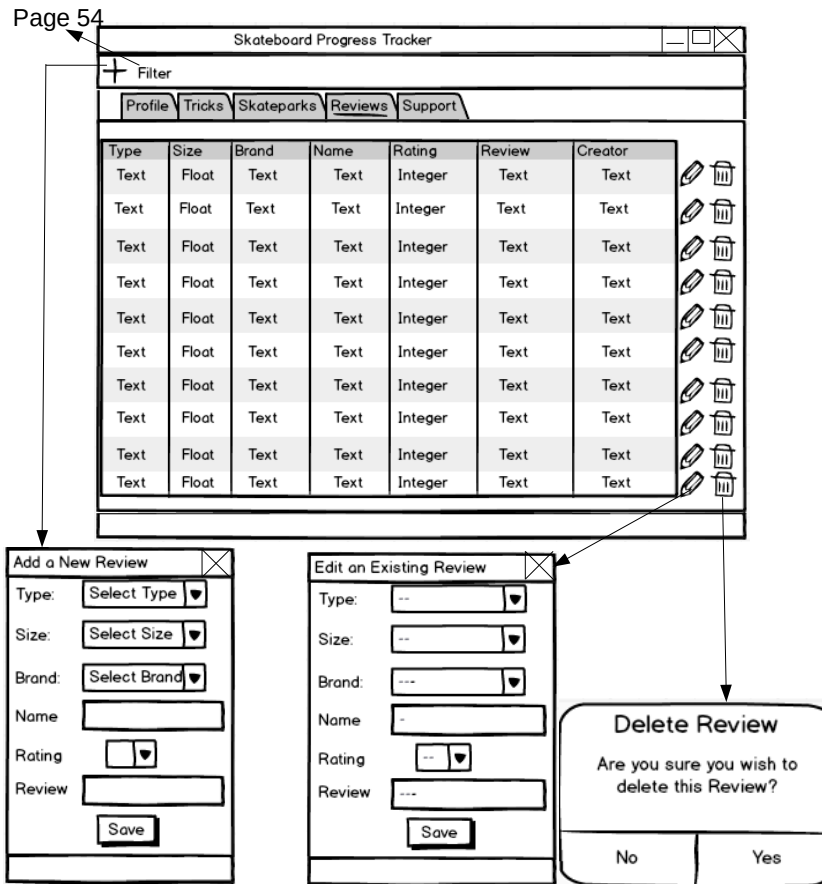 Page 54
Skateboard Progress Tracker
Filter
Profile Tricks Skateparks Reviews Support
Type Size Brand Name Rating Review Creator
Text Float Text Text Integer Text Text
Text Float Text Text Integer Text Text
Text Float Text Text Integer Text Text
Text Float Text Text Integer Text Text
Text Float Text Text Integer Text Text
Text Float Text Text Integer Text Text
Text Float Text Text Integer Text Text
Text Float Text Text Integer Text Text
Text Float Text Text Integer Text Text
Text Float Text Text Integer Text Text
Add a New Review
Type: Select Type
Size: Select Size
Brand: Select Brand
Name
Rating
Review
Save
Edit an Existing Review
Type: --
Size: --
Brand: ---
Name -
Rating --
Review ---
Save
Delete Review
Are you sure you wish to
delete this Review?
No Yes